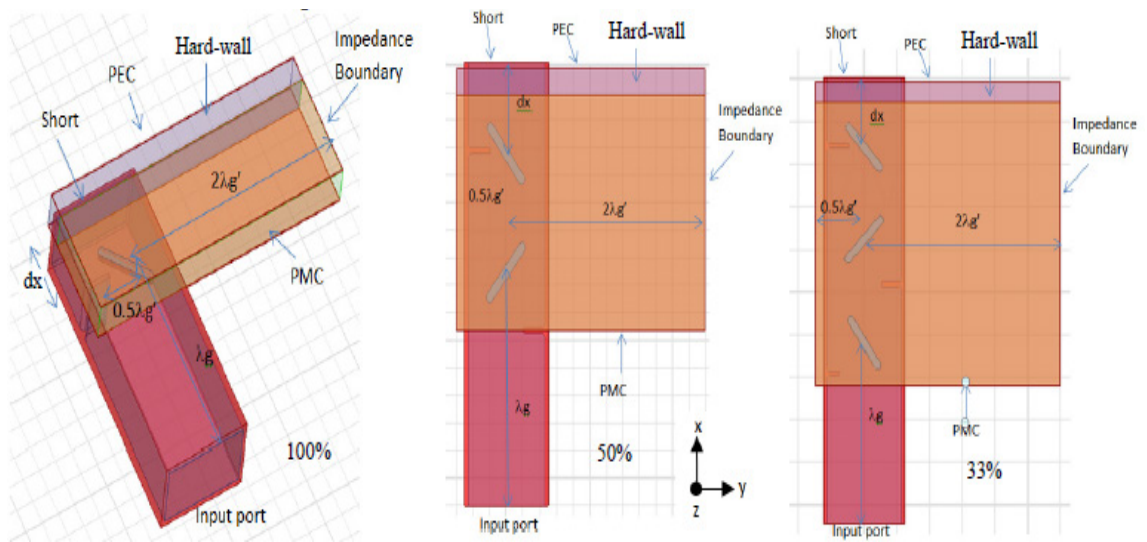 Hard-wall
Impedance
Boundary
PEC
Short
2λg'
dx
PMC
0.5λg'
λg
100%
Input port
Short
PEC
Hard-wall
dx
Impedance
Boundary
0.5λg'
2λg'
PMC
λg
50%
x
y
z
Input port
Short
PEC
Hard-wall
dx
Impedance
Boundary
0.5λg'
2λg'
λg
PMC
33%
Input port